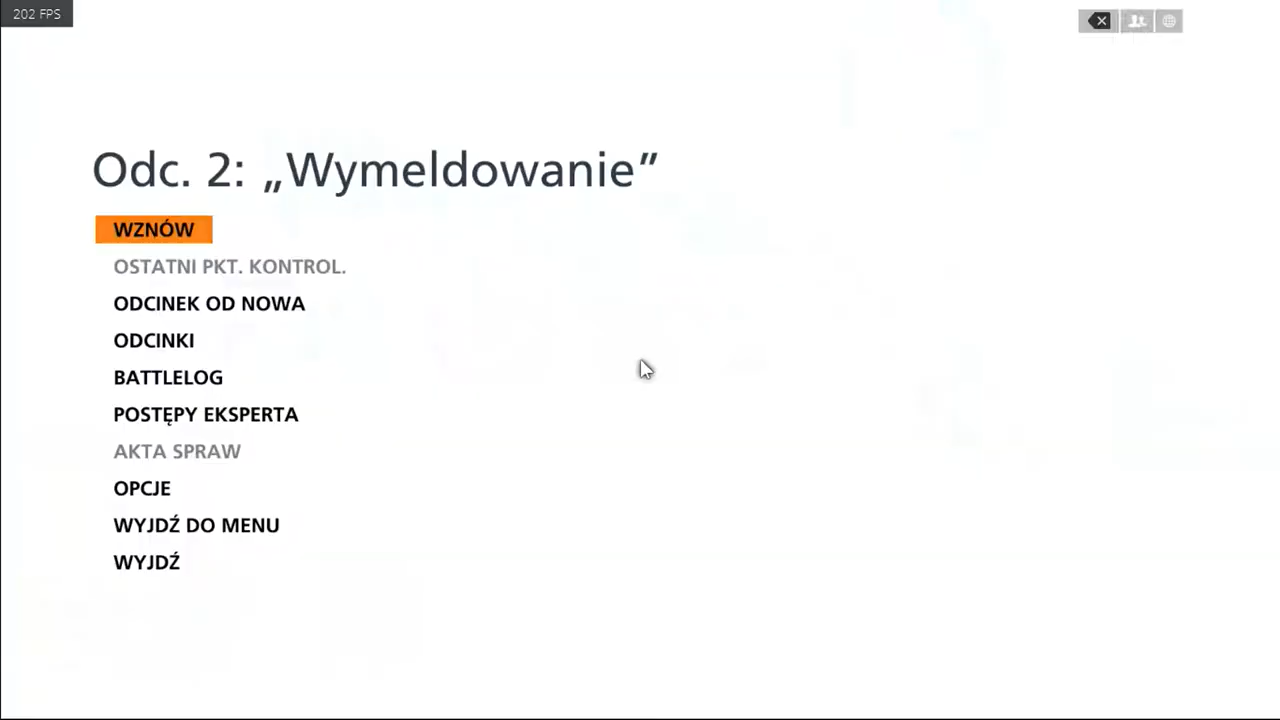 202 FPS
Odc. 2: „Wymeldowanie”
WZNÓW
OSTATNI PKT. KONTROL.
ODCINEK OD NOWA
ODCINKI
BATTLELOG
POSTĘPY EKSPERTA
AKTA SPRAW
OPCJE
WYJDŹ DO MENU
WYJDŹ